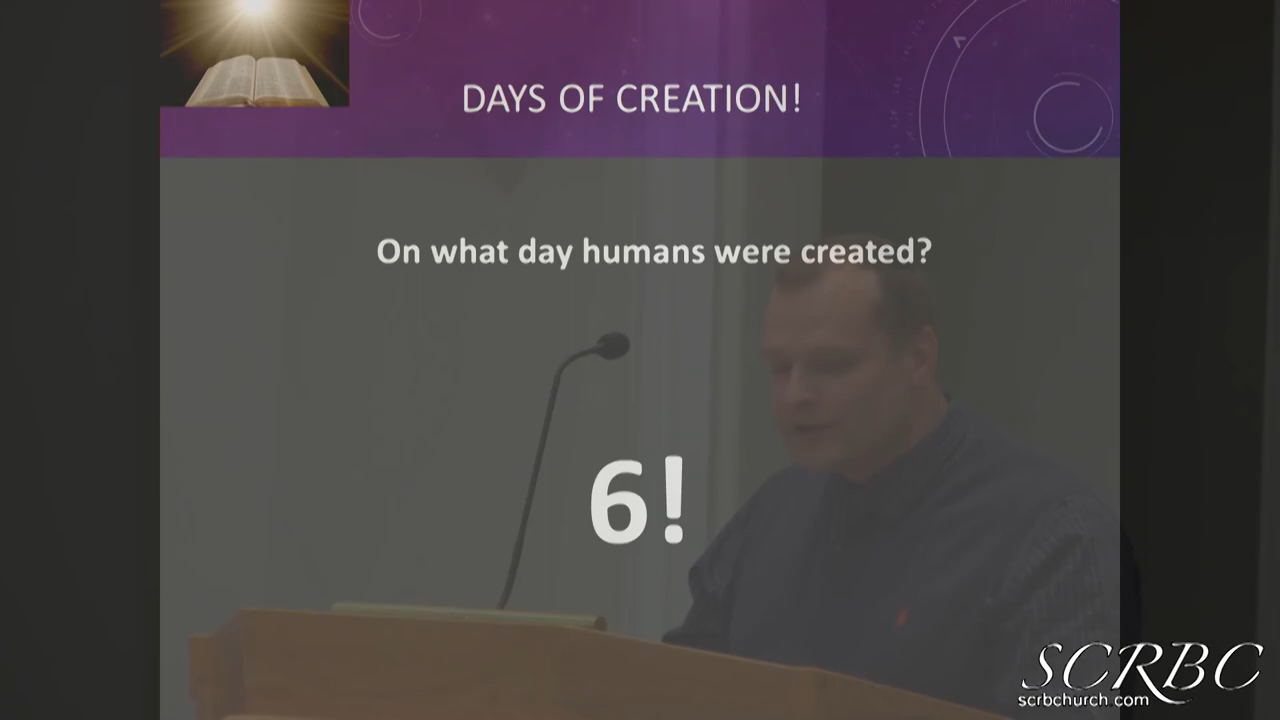 DAYS OF CREATION!
On what day humans were created?
6!
SCRBC
scrbchurch.com